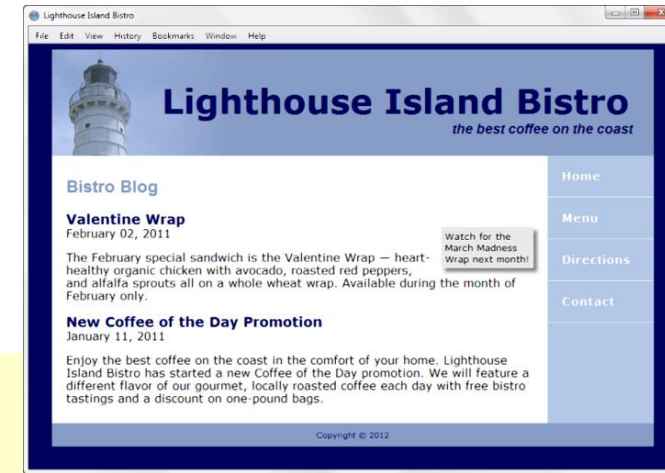 Lighthouse Island Bistro
File Edit View History Bookmarks Window Help
Lighthouse Island Bistro
the best coffee on the coast
Bistro Blog
Valentine Wrap
February 02, 2011
The February special sandwich is the Valentine Wrap — heart-
healthy organic chicken with avocado, roasted red peppers,
and alfalfa sprouts all on a whole wheat wrap. Available during the month of
February only.
Watch for the
March Madness
Wrap next month!
New Coffee of the Day Promotion
January 11, 2011
Enjoy the best coffee on the coast in the comfort of your home. Lighthouse
Island Bistro has started a new Coffee of the Day promotion. We will feature a
different flavor of our gourmet, locally roasted coffee each day with free bistro
tastings and a discount on one-pound bags.
Home
Menu
Directions
Contact
Copyright © 2012